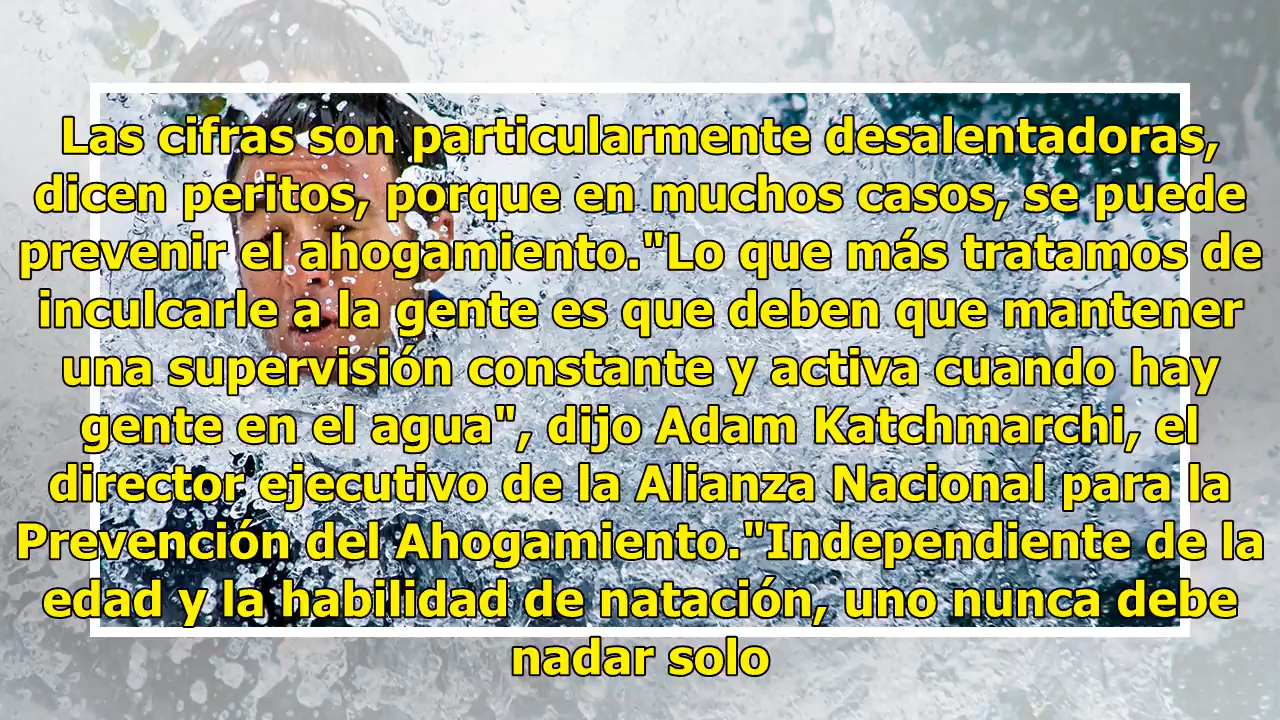 Las cifras son particularmente desalentadoras,
dicen peritos, porque en muchos casos, se puede
prevenir el ahogamiento."Lo que más tratamos de
inculcarle a la gente es que deben que mantener
una supervisión constante y activa cuando hay
gente en el agua", dijo Adam Katchmarchi, el
director ejecutivo de la Alianza Nacional para la
Prevención del Ahogamiento."Independiente de la
edad y la habilidad de natación, uno nunca debe
nadar solo